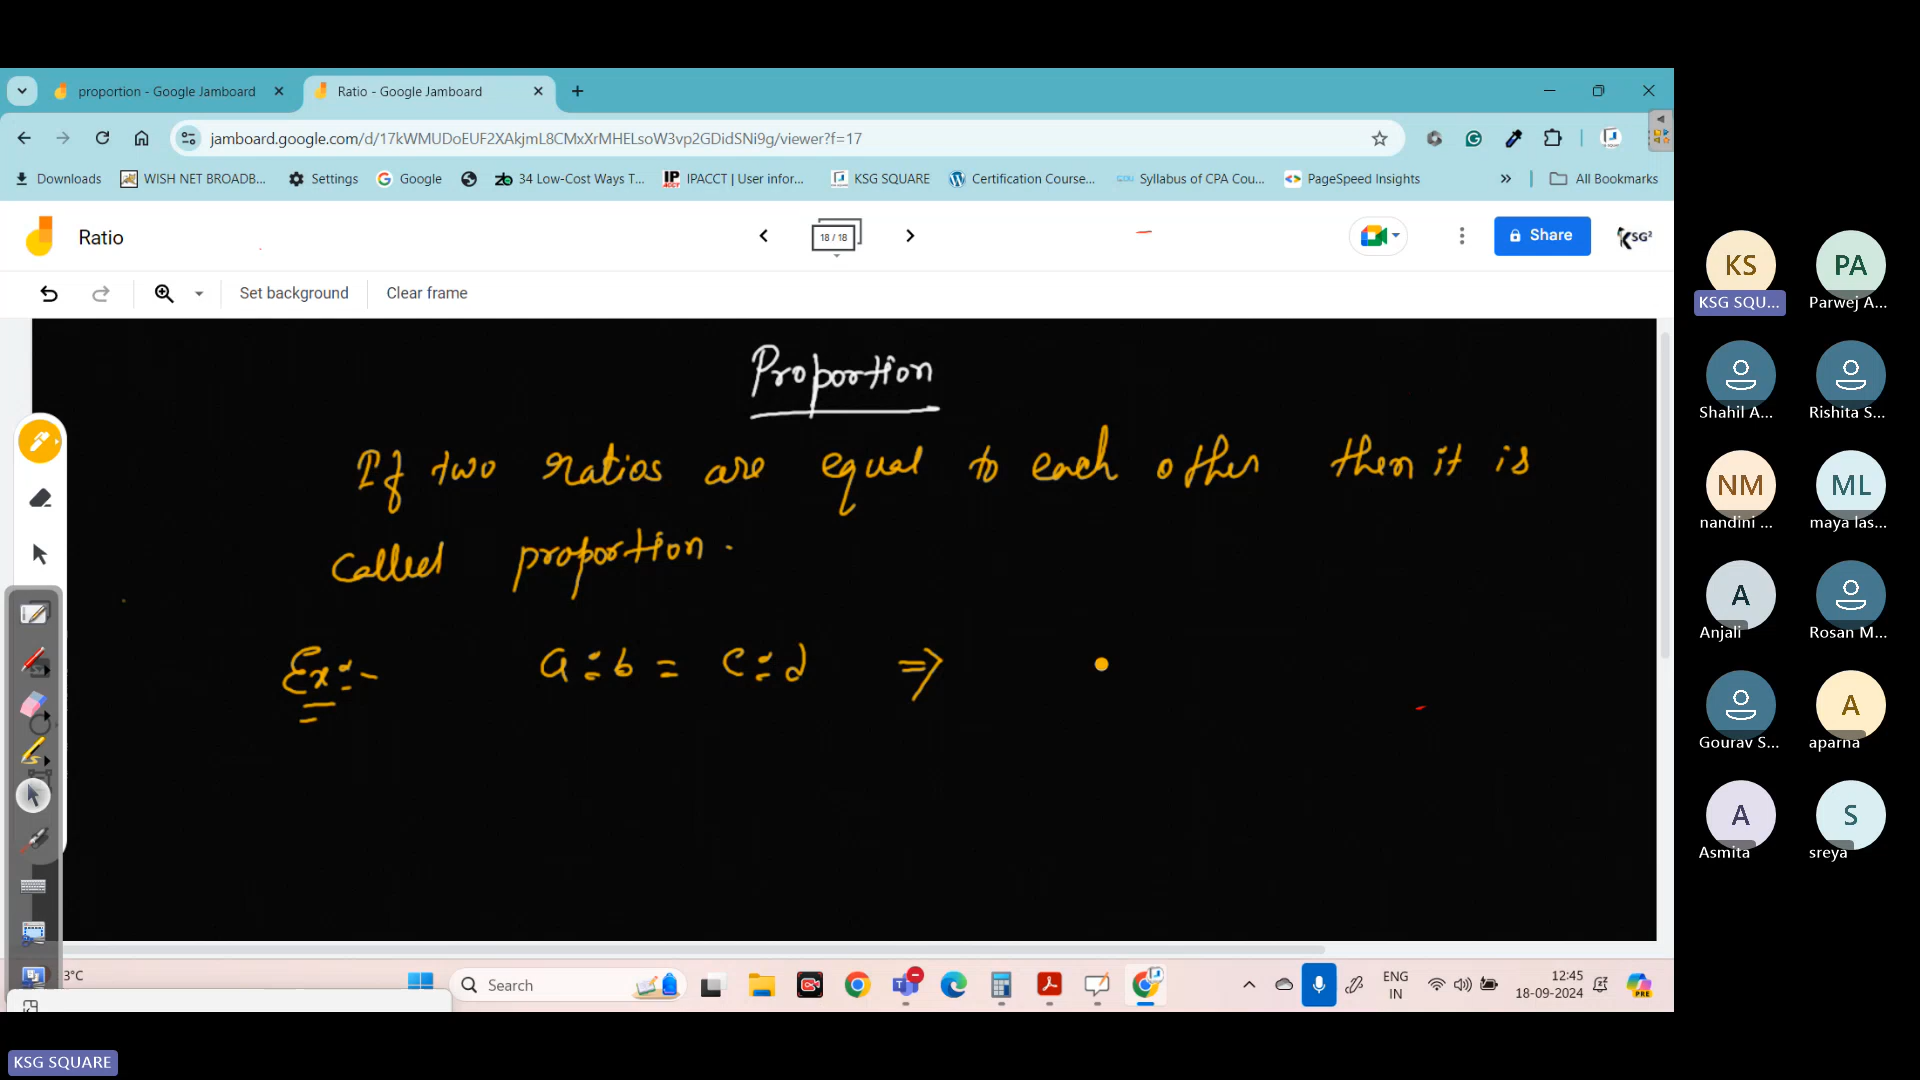 proportion - Google Jamboard
Ratio - Google Jamboard
jamboard.google.com/d/17kWMUDoEUF2XAkjmL8CMxXrMHELsoW3vp2GDidSNi9g/viewer?f=17
Downloads WISH NET BROADB... Settings Google 34 Low-Cost Ways T... IPACCT | User infor... KSG SQUARE Certification Course... Syllabus of CPA Cou... PageSpeed Insights » All Bookmarks
Ratio 18 / 18 Share KSG²
Set background Clear frame
Proportion
If two ratios are equal to each other then it is
called proportion.
Ex:- a:b = c:d ⇒
3°C Search ENG 12:45
IN 18-09-2024
KS PA
KSG SQU... Parwej A...
Shahil A... Rishita S...
NM ML
nandini ... maya las...
A
Anjali Rosan M...
A
Gourav S... aparna
A S
Asmita sreya
KSG SQUARE